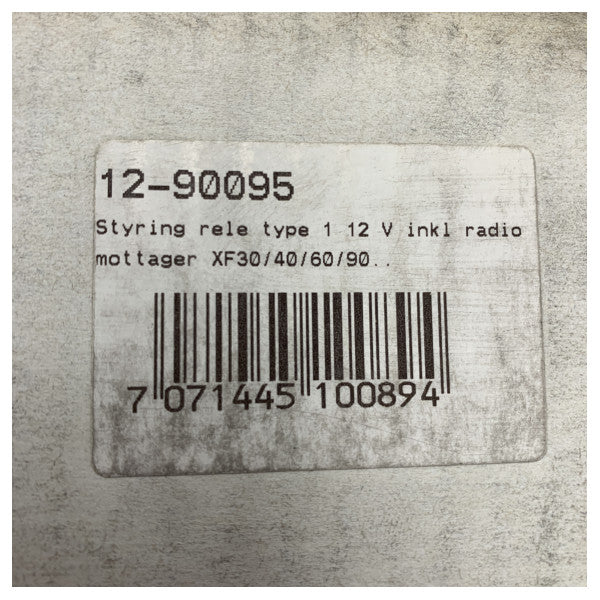 12-90095
Styring rele type 1 12 V inkl radio
mottager XF30/40/60/90..
7 071445 100894